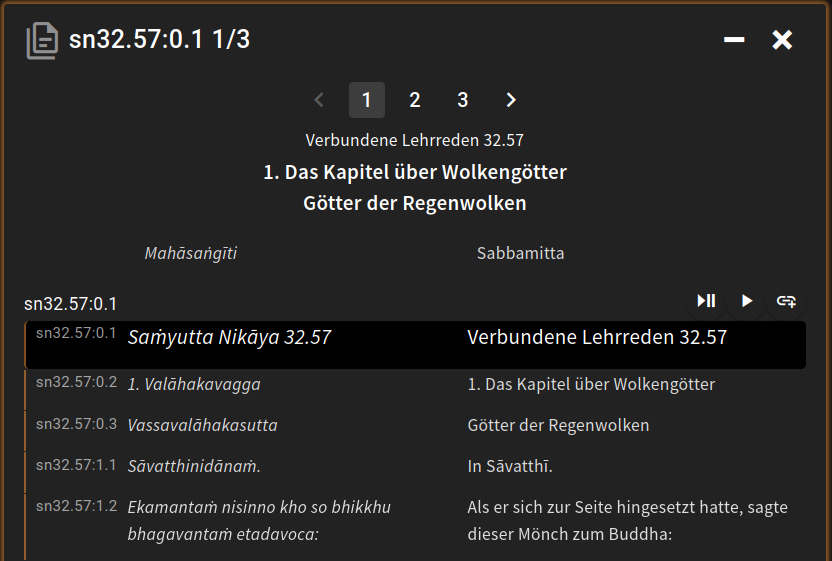 sn32.57:0.1 1/3
1 2 3
Verbundene Lehrreden 32.57
1. Das Kapitel über Wolkengötter
Götter der Regenwolken
Mahāsaṅgīti Sabbamitta
sn32.57:0.1
sn32.57:0.1 Saṁyutta Nikāya 32.57 Verbundene Lehrreden 32.57
sn32.57:0.2 1. Valāhakavagga 1. Das Kapitel über Wolkengötter
sn32.57:0.3 Vassavalāhakasutta Götter der Regenwolken
sn32.57:1.1 Sāvatthinidānaṁ. In Sāvatthī.
sn32.57:1.2 Ekamantaṁ nisinno kho so bhikkhu Als er sich zur Seite hingesetzt hatte, sagte
bhagavantaṁ etadavoca: dieser Mönch zum Buddha: